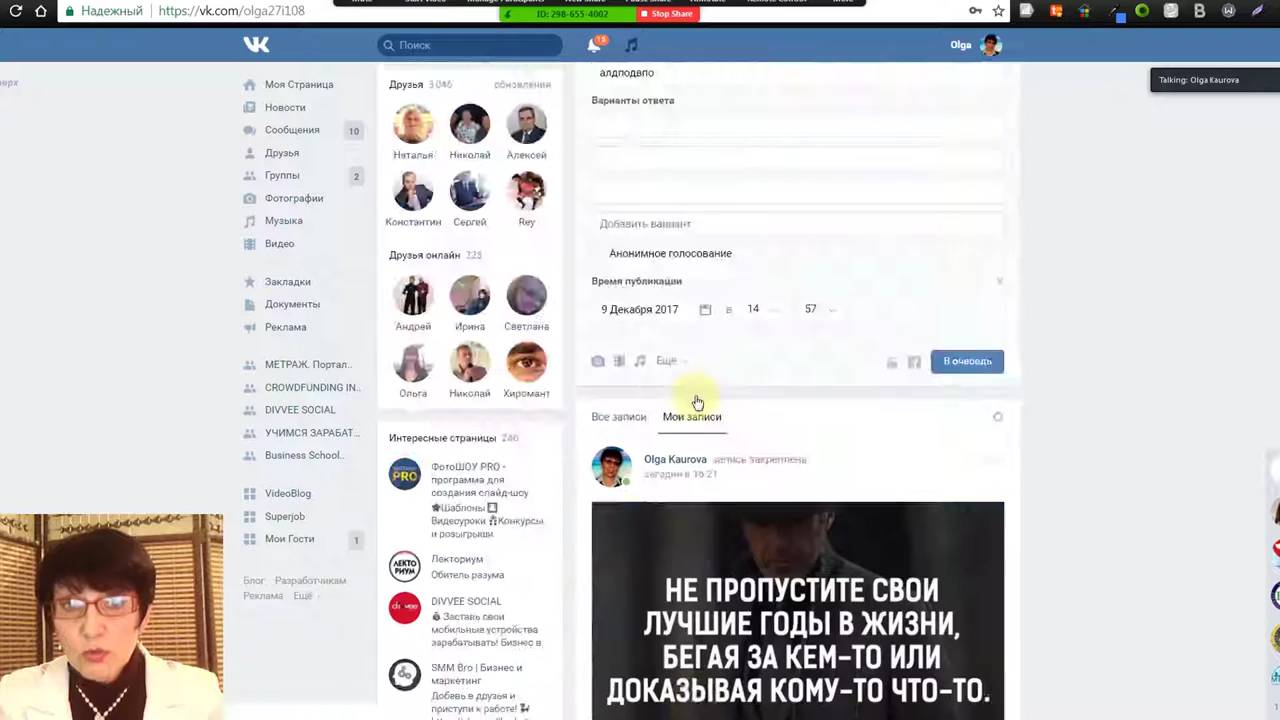 Надежный
https://vk.com/olga27i108
ID: 298-655-4002
Stop Share
Поиск
15
Olga
Talking: Olga Kaurova
Моя Страница
Новости
Сообщения 10
Друзья
Группы 2
Фотографии
Музыка
Видео
Закладки
Документы
Реклама
МЕТРАЖ. Портал..
CROWDFUNDING IN..
DIVVEE SOCIAL
УЧИМСЯ ЗАРАБАТ..
Business School..
VideoBlog
Superjob
Мои Гости 1
Блог Разработчикам
Реклама Ещё
Друзья 3 046 обновления
Наталья Николай Алексей
Константин Сергей Rey
Друзья онлайн 223
Андрей Ирина Светлана
Ольга Николай Хиромант
Интересные страницы 246
ФотоШОУ PRO -
программа для
создания слайд-шоу
Шаблоны
Видеоуроки Конкурсы
и розыгрыши
Лекториум
Обитель разума
DiVVEE SOCIAL
Заставь свои
мобильные устройства
зарабатывать! Бизнес в
SMM Bro | Бизнес и
маркетинг
Добавь в друзья и
приступи к работе!
алдподвпо
Варианты ответа
Добавить вариант
Анонимное голосование
Время публикации
9 Декабря 2017 в 14 57
Ещё
В очередь
Все записи Мои записи
Olga Kaurova запись закреплена
сегодня в 16:21
НЕ ПРОПУСТИТЕ СВОИ
ЛУЧШИЕ ГОДЫ В ЖИЗНИ,
БЕГАЯ ЗА КЕМ-ТО ИЛИ
ДОКАЗЫВАЯ КОМУ-ТО ЧТО-ТО.